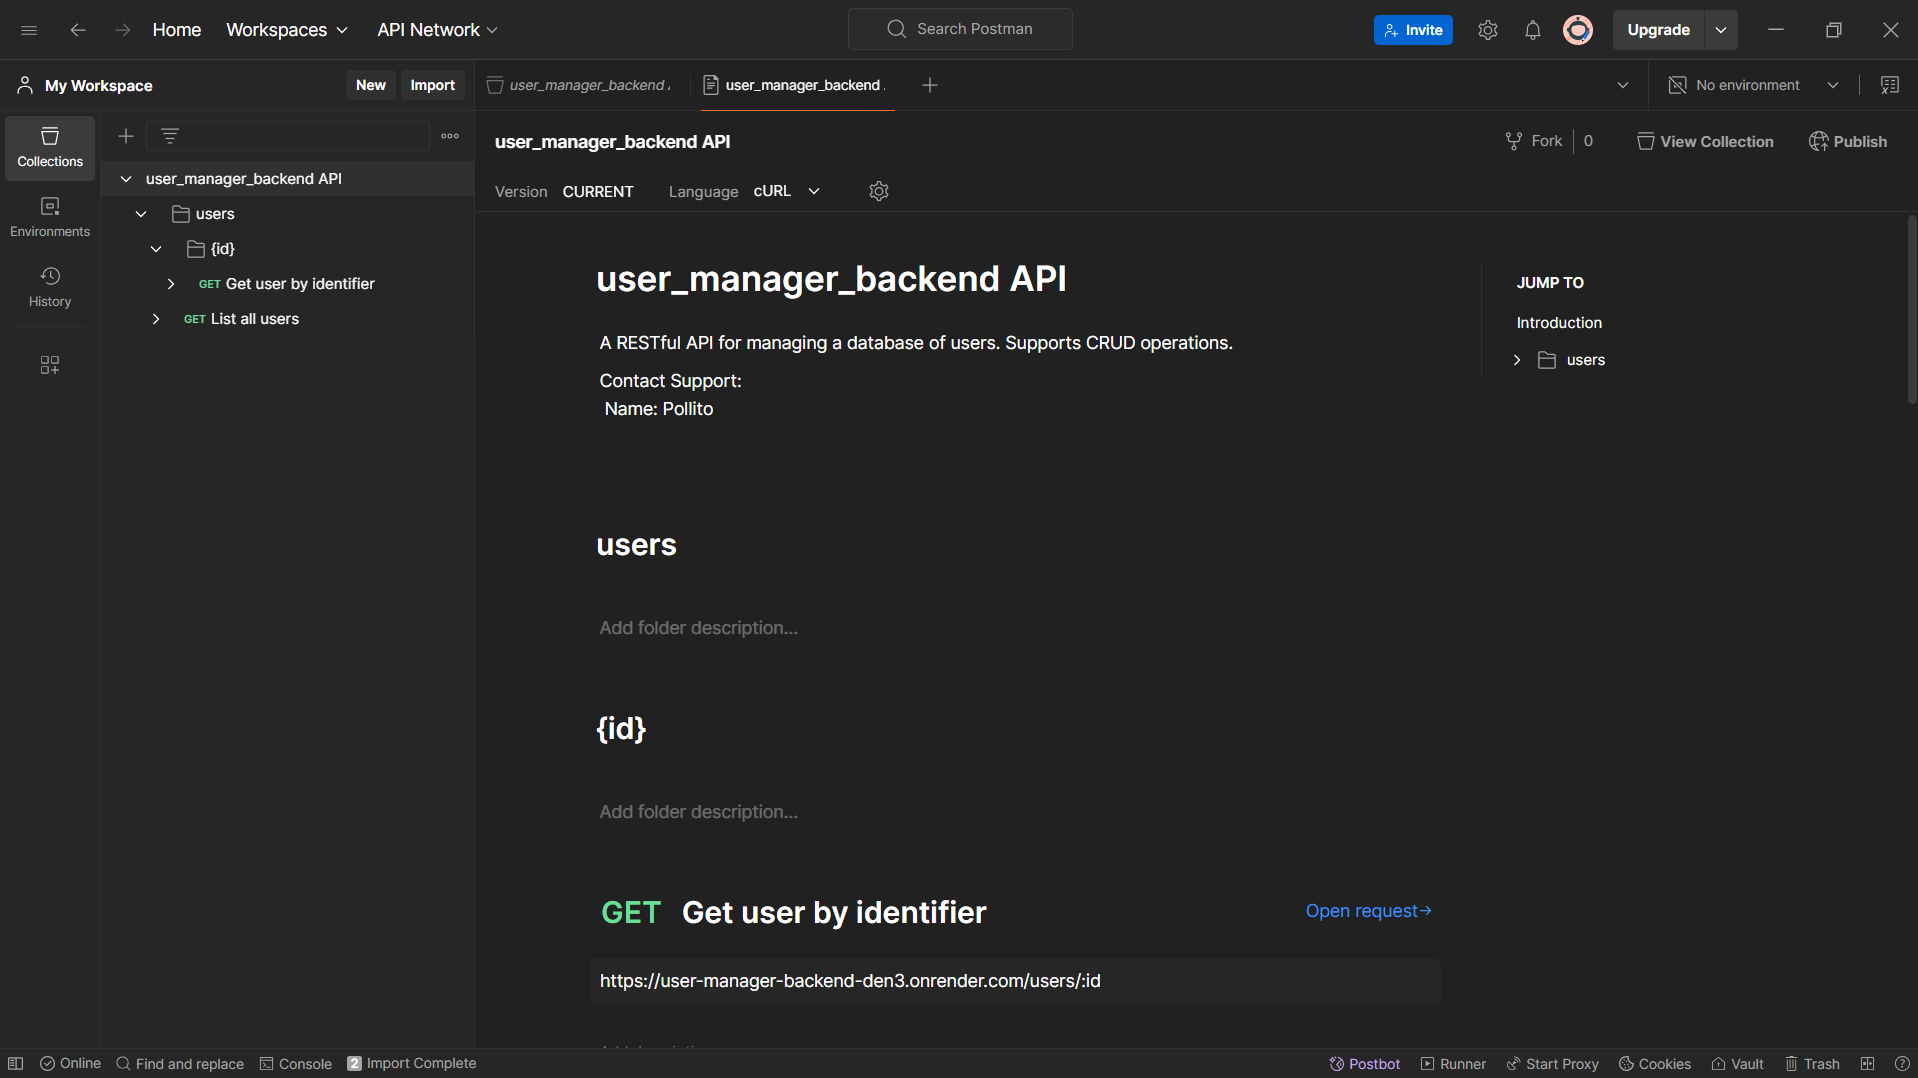 Home Workspaces API Network Search Postman Invite Upgrade
My Workspace New Import user_manager_backend user_manager_backend No environment
Collections
Environments
History
user_manager_backend API
users
{id}
GET Get user by identifier
GET List all users
user_manager_backend API Fork 0 View Collection Publish
Version CURRENT Language cURL
user_manager_backend API
A RESTful API for managing a database of users. Supports CRUD operations.
Contact Support:
Name: Pollito
users
Add folder description...
{id}
Add folder description...
GET Get user by identifier Open request→
https://user-manager-backend-den3.onrender.com/users/:id
JUMP TO
Introduction
users
Online Find and replace Console 2 Import Complete Postbot Runner Start Proxy Cookies Vault Trash